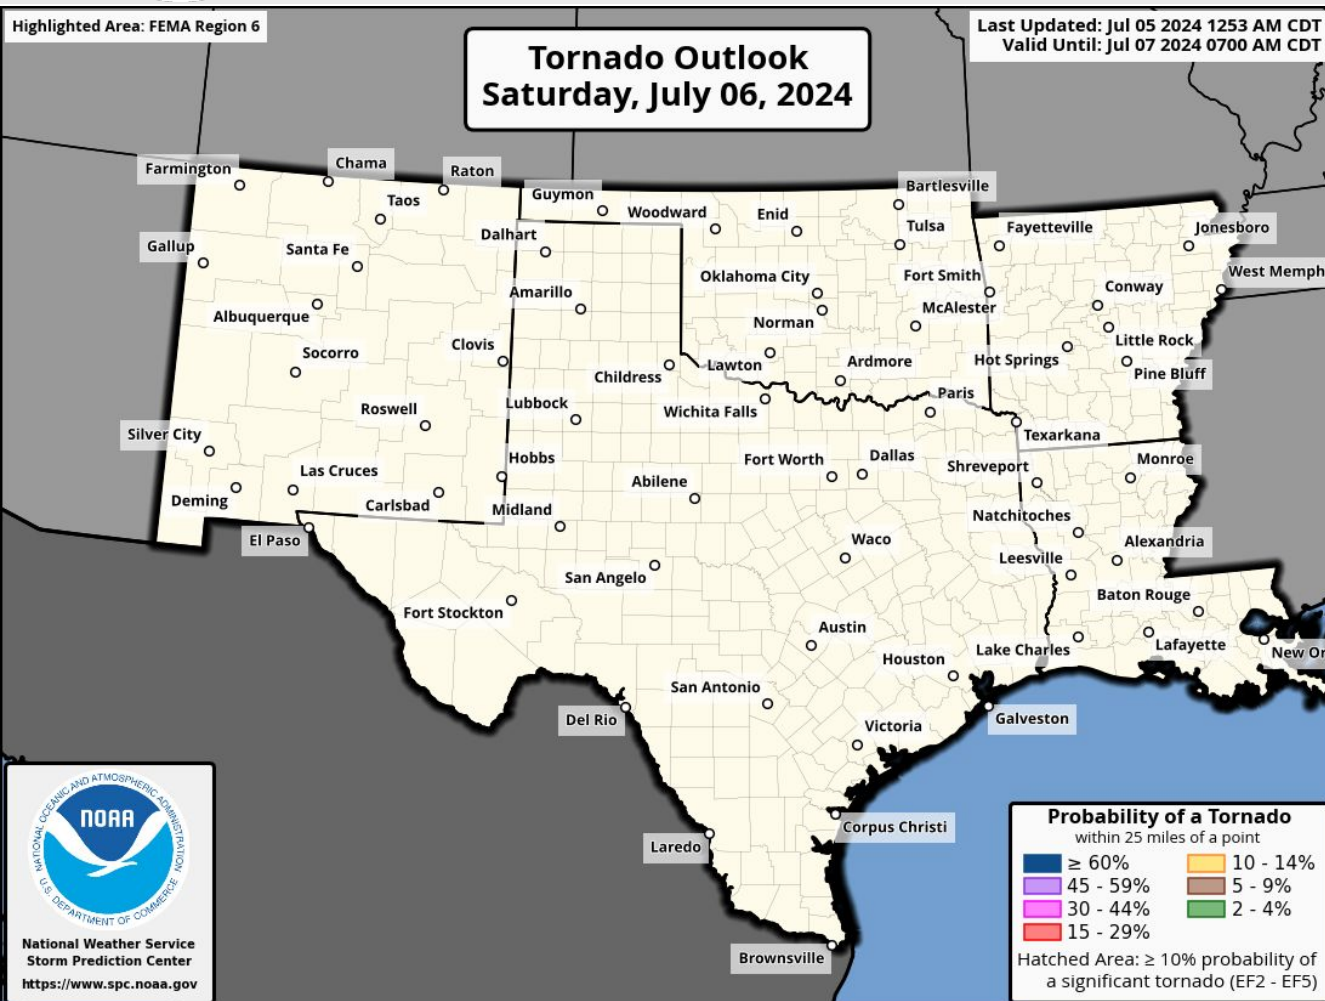 Highlighted Area: FEMA Region 6
Last Updated: Jul 05 2024 1253 AM CDT
Valid Until: Jul 07 2024 0700 AM CDT
Tornado Outlook
Saturday, July 06, 2024
Farmington
Chama
Raton
Taos
Guymon
Woodward
Enid
Bartlesville
Tulsa
Fayetteville
Jonesboro
Gallup
Santa Fe
Dalhart
Oklahoma City
Fort Smith
West Memph
Amarillo
Conway
Albuquerque
Norman
McAlester
Little Rock
Socorro
Clovis
Childress
Lawton
Ardmore
Hot Springs
Pine Bluff
Roswell
Lubbock
Wichita Falls
Paris
Silver City
Texarkana
Las Cruces
Hobbs
Abilene
Fort Worth
Dallas
Shreveport
Monroe
Deming
Carlsbad
Midland
Natchitoches
El Paso
Waco
Leesville
Alexandria
San Angelo
Fort Stockton
Baton Rouge
Austin
Lake Charles
Lafayette
New Or
Houston
San Antonio
Del Rio
Victoria
Galveston
Laredo
Corpus Christi
Brownsville
NATIONAL OCEANIC AND ATMOSPHERIC ADMINISTRATION
NOAA
U.S. DEPARTMENT OF COMMERCE
National Weather Service
Storm Prediction Center
https://www.spc.noaa.gov
Probability of a Tornado
within 25 miles of a point
≥ 60%
45 - 59%
30 - 44%
15 - 29%
10 - 14%
5 - 9%
2 - 4%
Hatched Area: ≥ 10% probability of
a significant tornado (EF2 - EF5)